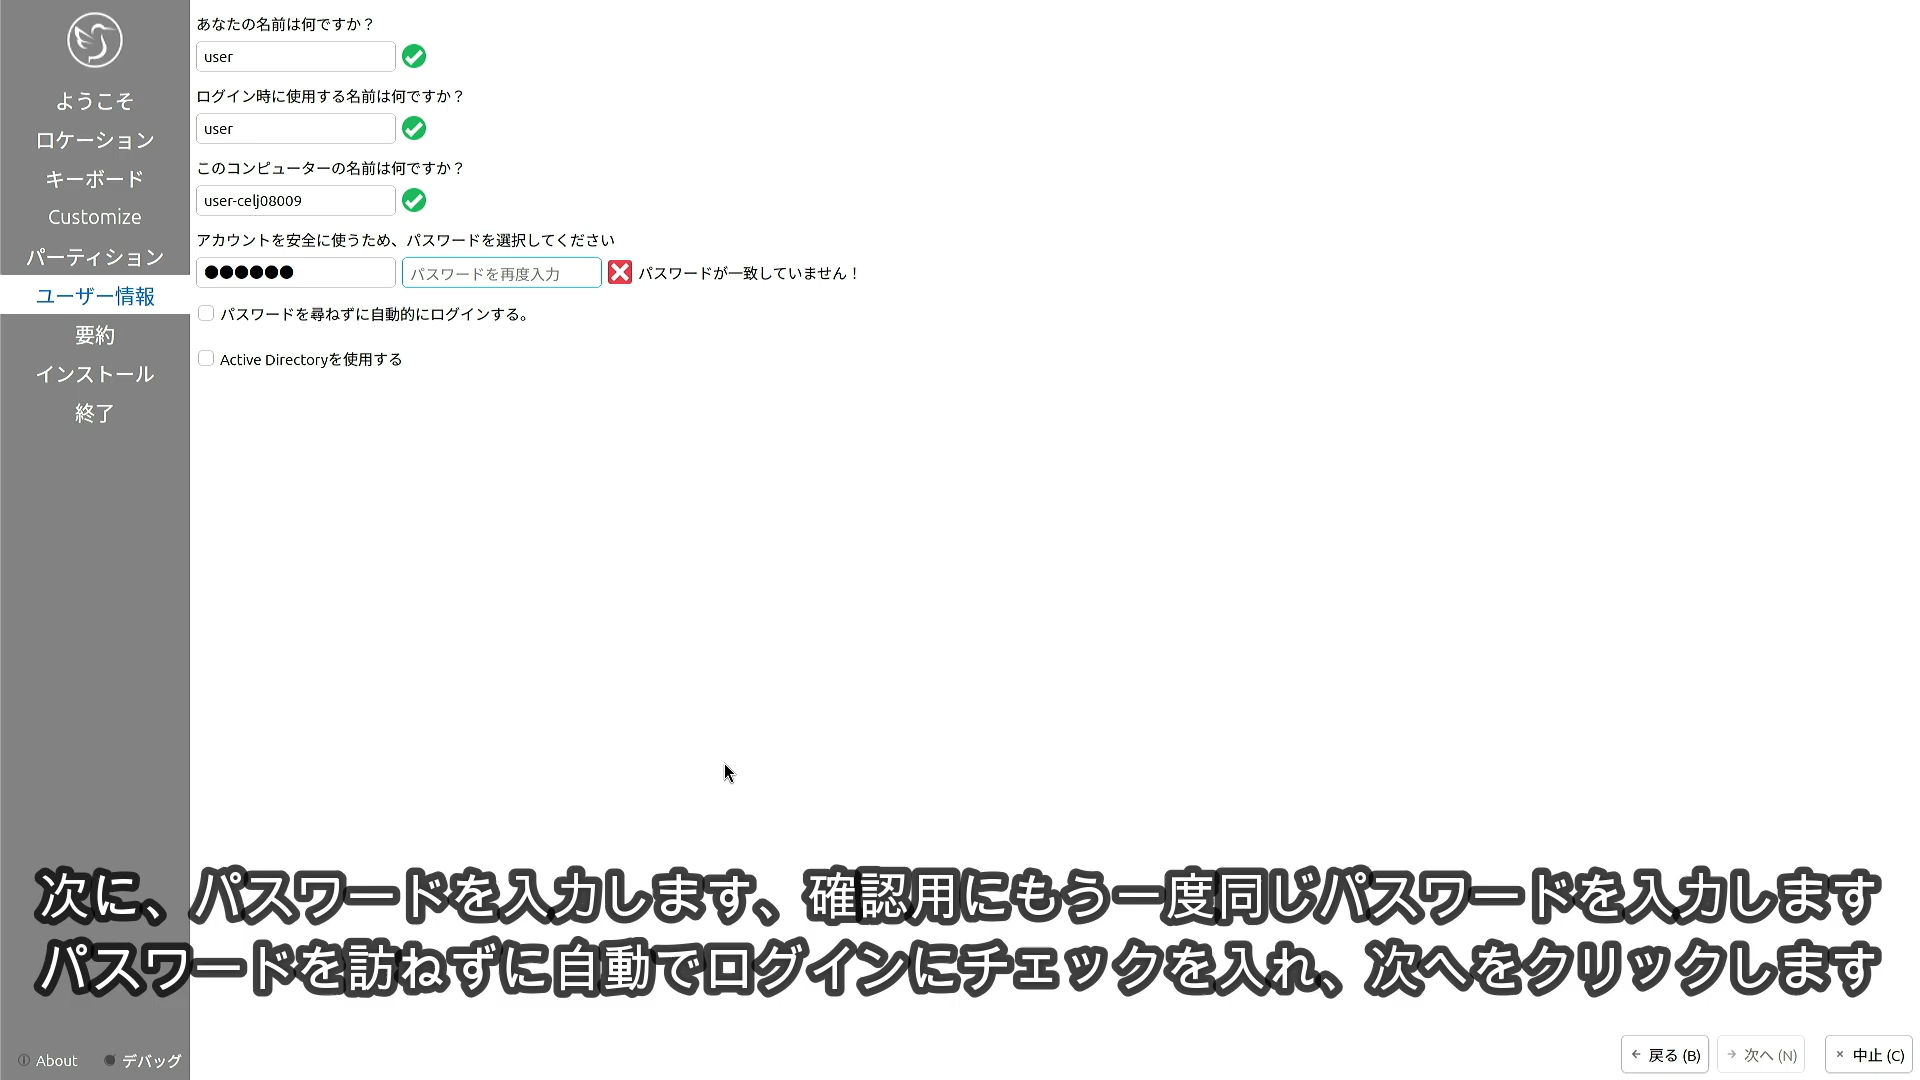 あなたの名前は何ですか？
user
ログイン時に使用する名前は何ですか？
user
このコンピューターの名前は何ですか？
user-celj08009
アカウントを安全に使うため、パスワードを選択してください
●●●●●● パスワードを再度入力 パスワードが一致していません！
パスワードを尋ねずに自動的にログインする。
Active Directoryを使用する
ようこそ
ロケーション
キーボード
Customize
パーティション
ユーザー情報
要約
インストール
終了
次に、パスワードを入力します、確認用にもう一度同じパスワードを入力します
パスワードを訪ねずに自動でログインにチェックを入れ、次へをクリックします
About デバッグ
戻る (B) 次へ (N) 中止 (C)